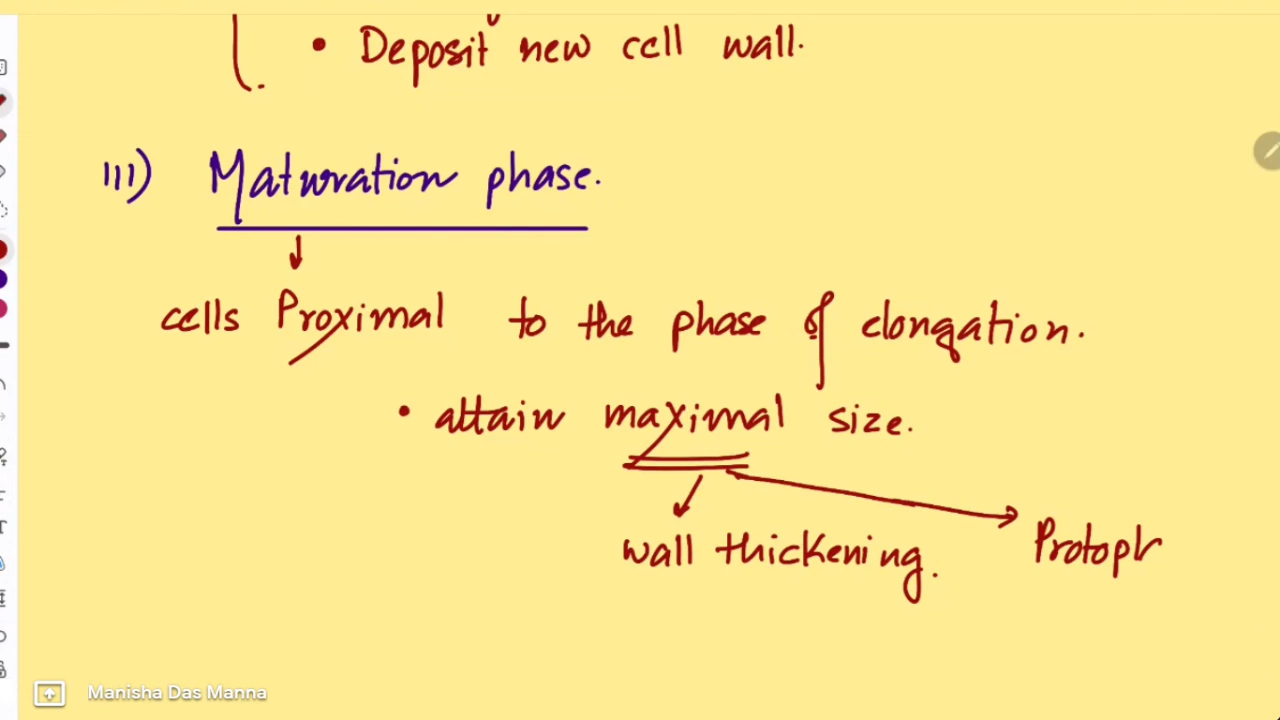 • Deposit new cell wall.
III) Maturation phase.
cells Proximal to the phase of elongation.
• attain maximal size.
wall thickening. Protopl
Manisha Das Manna